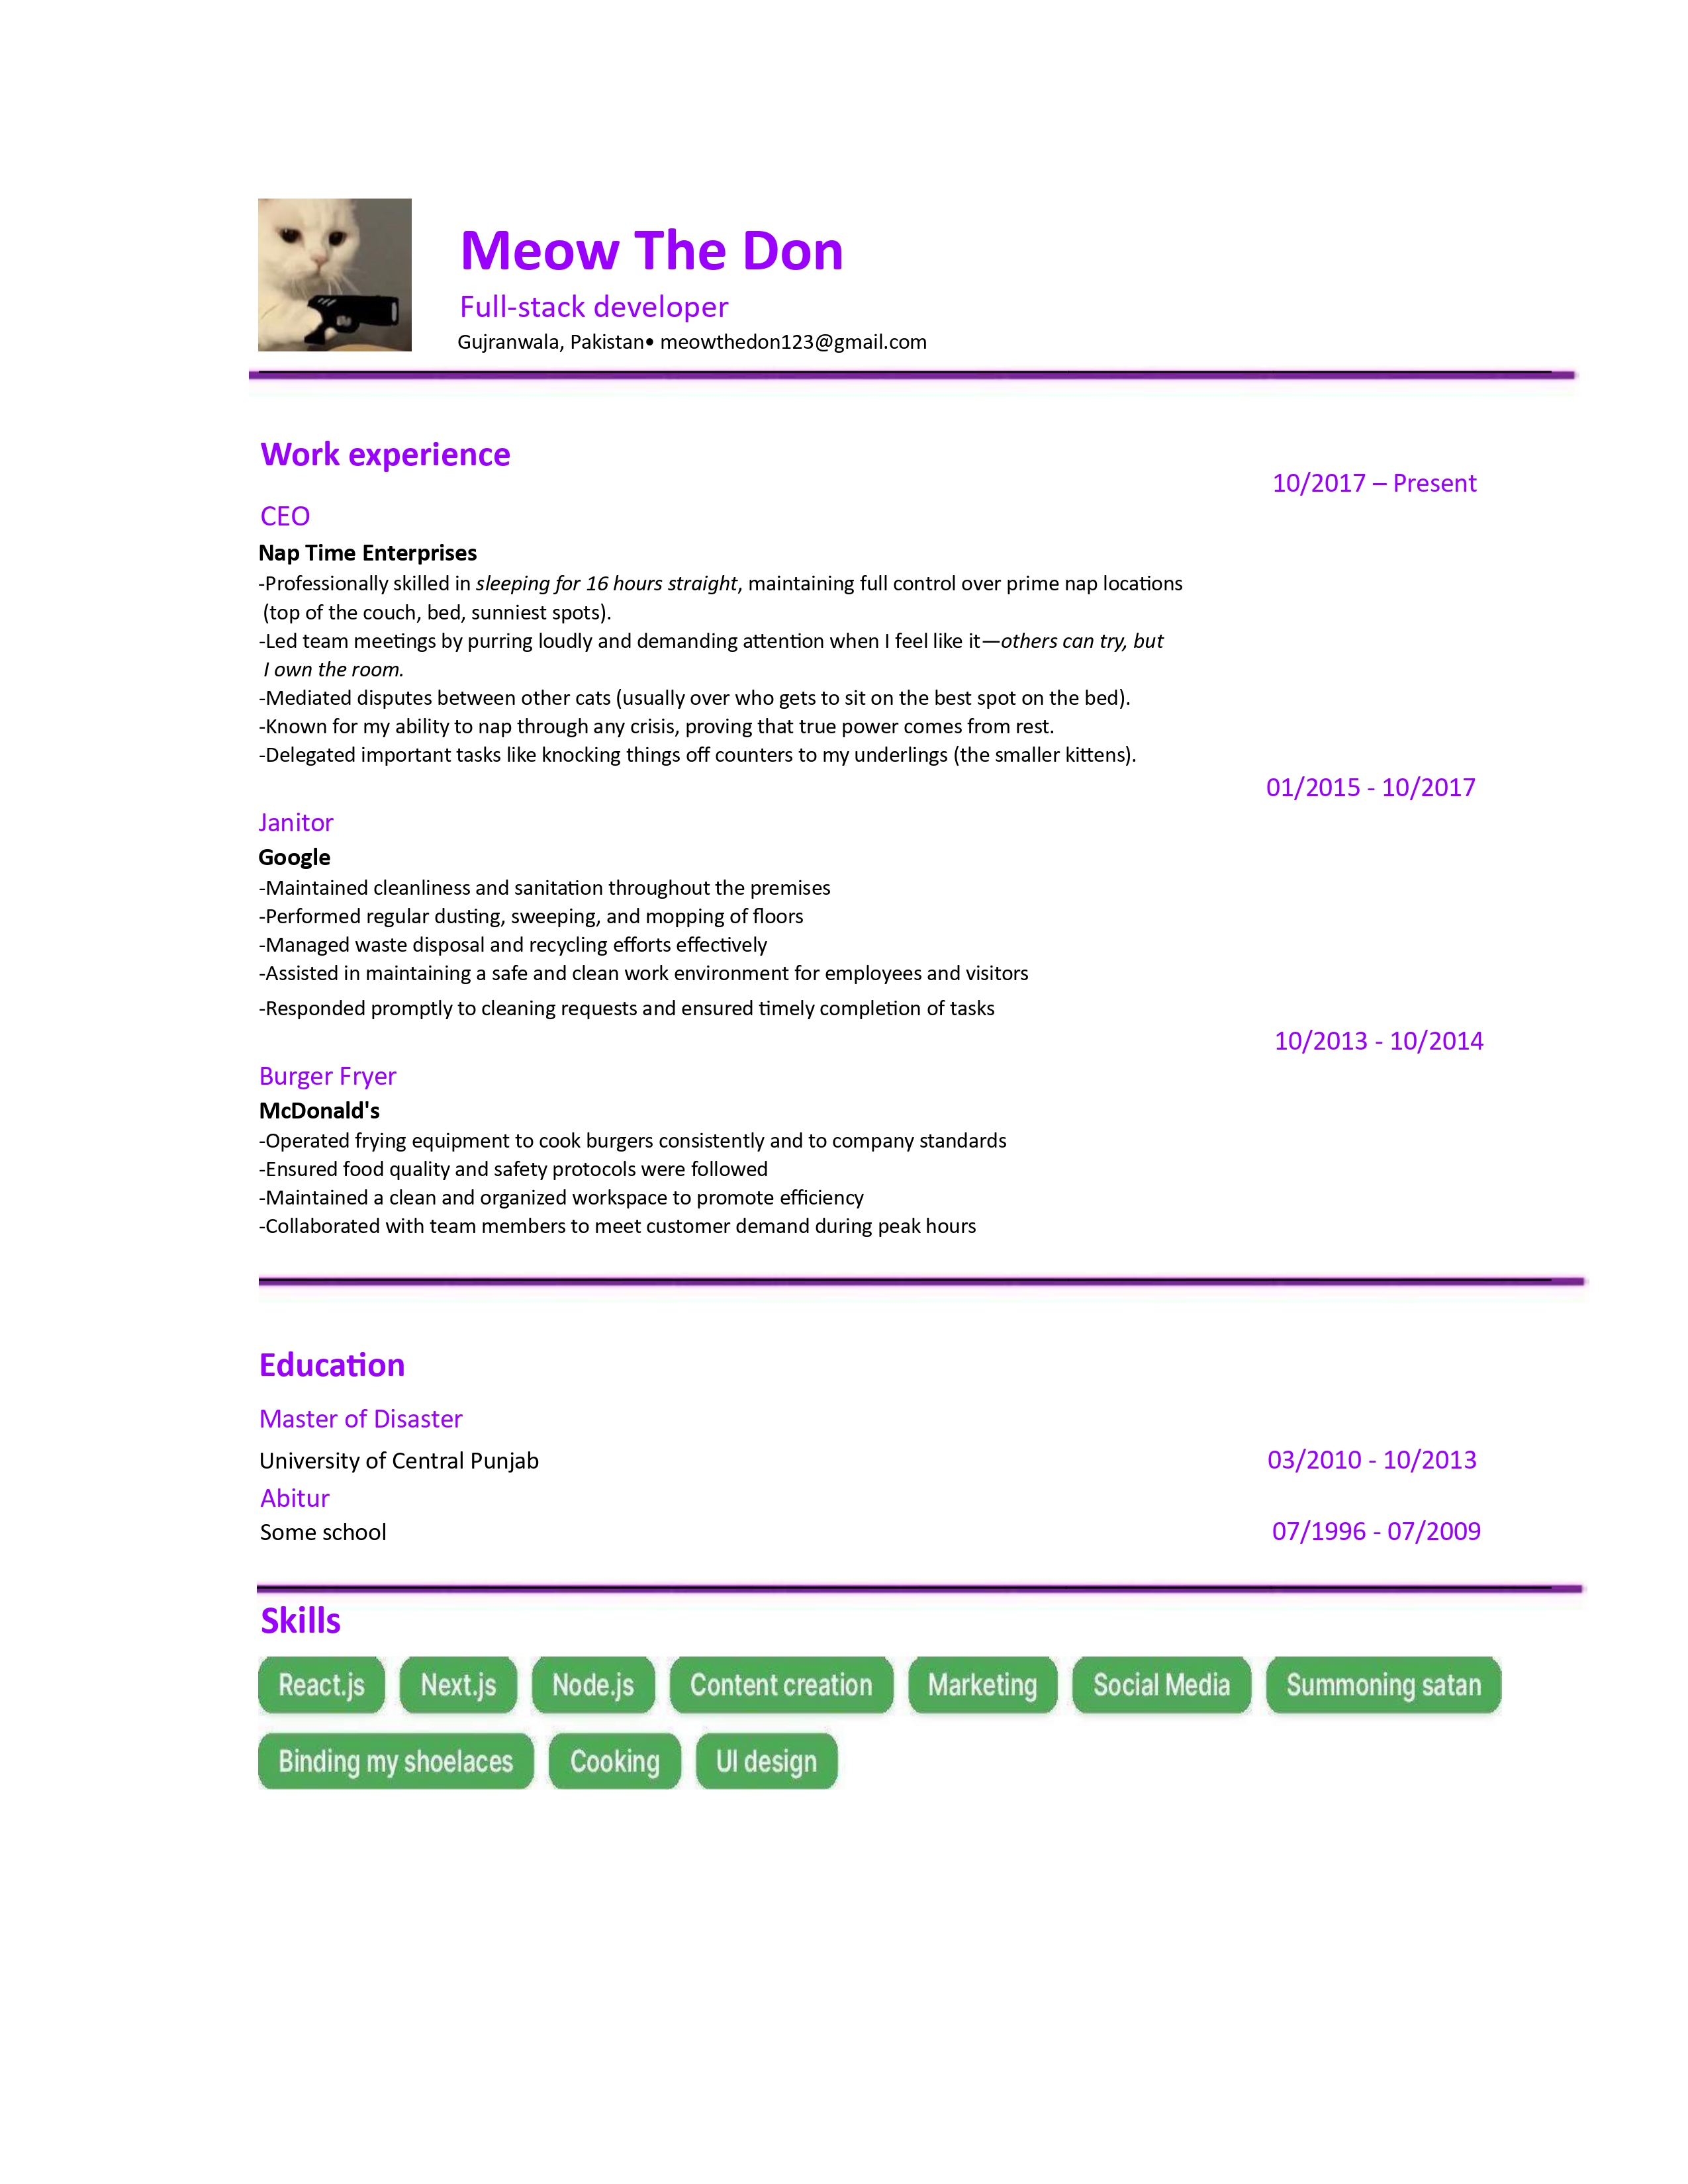 Meow The Don
Full-stack developer
Gujranwala, Pakistan• meowthedon123@gmail.com
Work experience
10/2017 – Present
CEO
Nap Time Enterprises
-Professionally skilled in sleeping for 16 hours straight, maintaining full control over prime nap locations
(top of the couch, bed, sunniest spots).
-Led team meetings by purring loudly and demanding attention when I feel like it—others can try, but
I own the room.
-Mediated disputes between other cats (usually over who gets to sit on the best spot on the bed).
-Known for my ability to nap through any crisis, proving that true power comes from rest.
-Delegated important tasks like knocking things off counters to my underlings (the smaller kittens).
01/2015 - 10/2017
Janitor
Google
-Maintained cleanliness and sanitation throughout the premises
-Performed regular dusting, sweeping, and mopping of floors
-Managed waste disposal and recycling efforts effectively
-Assisted in maintaining a safe and clean work environment for employees and visitors
-Responded promptly to cleaning requests and ensured timely completion of tasks
10/2013 - 10/2014
Burger Fryer
McDonald's
-Operated frying equipment to cook burgers consistently and to company standards
-Ensured food quality and safety protocols were followed
-Maintained a clean and organized workspace to promote efficiency
-Collaborated with team members to meet customer demand during peak hours
Education
Master of Disaster
University of Central Punjab 03/2010 - 10/2013
Abitur
Some school 07/1996 - 07/2009
Skills
React.js Next.js Node.js Content creation Marketing Social Media Summoning satan
Binding my shoelaces Cooking UI design